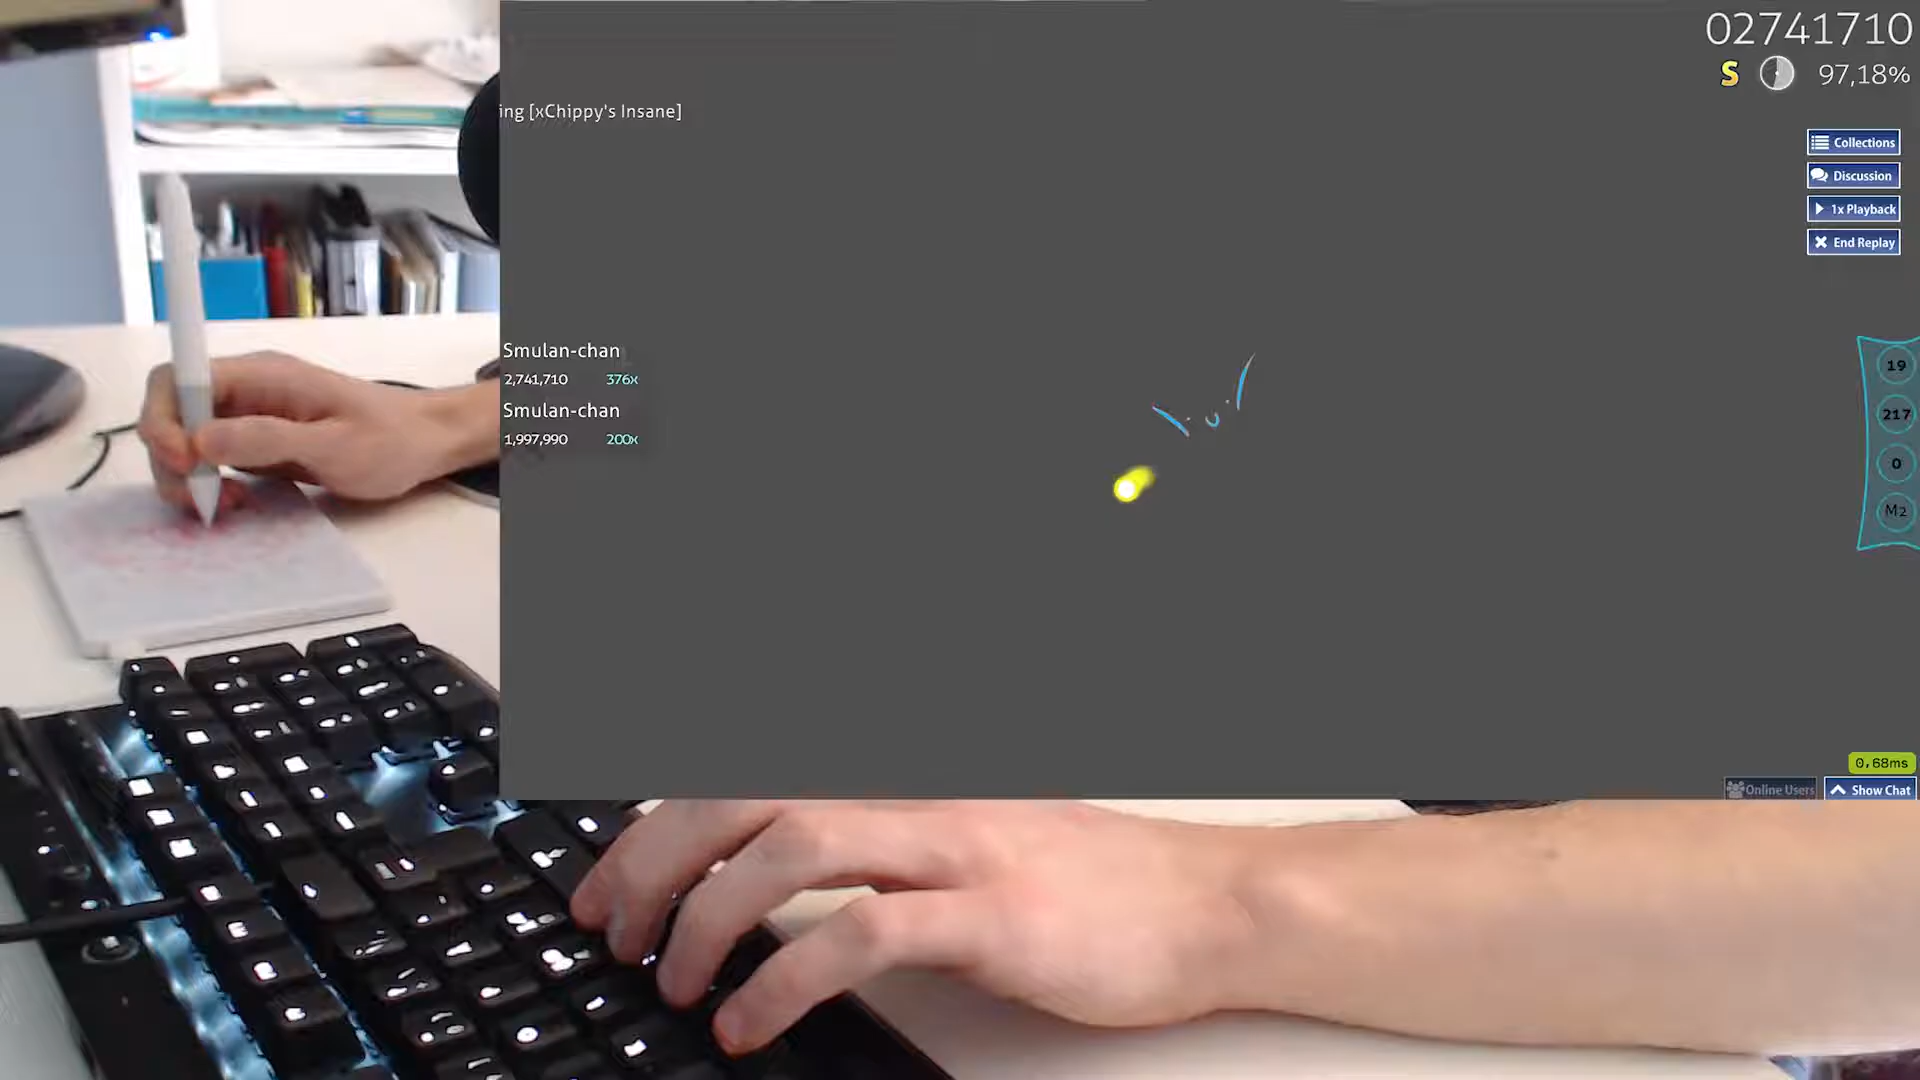 02741710
S 97,18%
ing [xChippy's Insane]
Collections
Discussion
1x Playback
End Replay
Smulan-chan
2,741,710 376x
Smulan-chan
1,997,990 200x
19
217
0
M2
0,68ms
Online Users
Show Chat